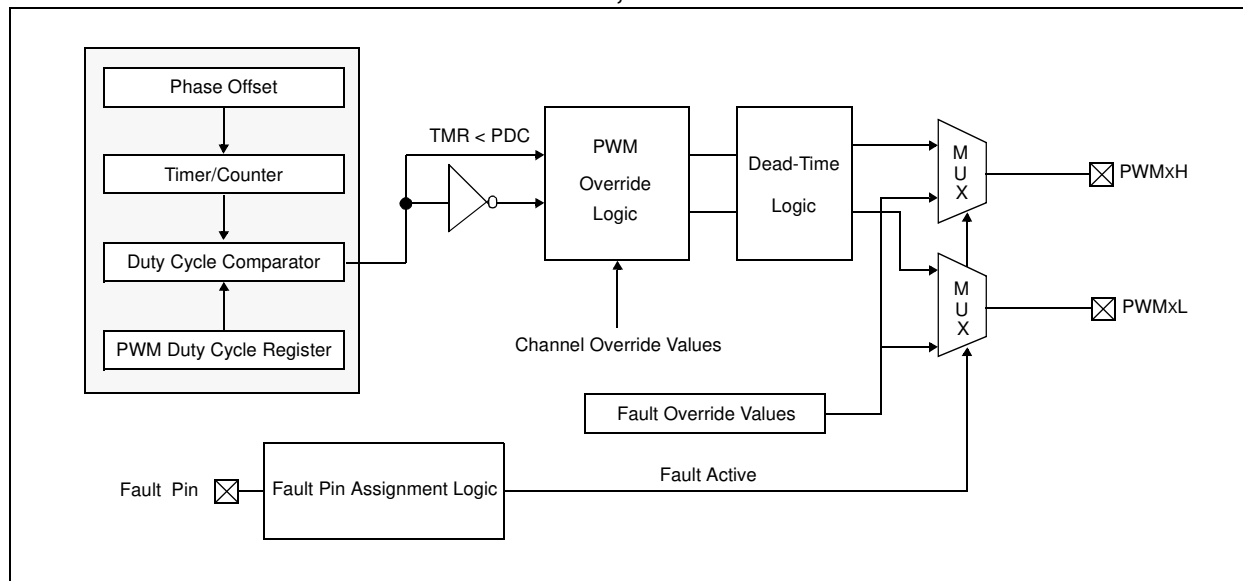 Phase Offset
Timer/Counter
Duty Cycle Comparator
PWM Duty Cycle Register
TMR < PDC
PWM
Override
Logic
Channel Override Values
Dead-Time
Logic
M
U
X
PWMxH
M
U
X
PWMxL
Fault Override Values
Fault Pin
Fault Pin Assignment Logic
Fault Active